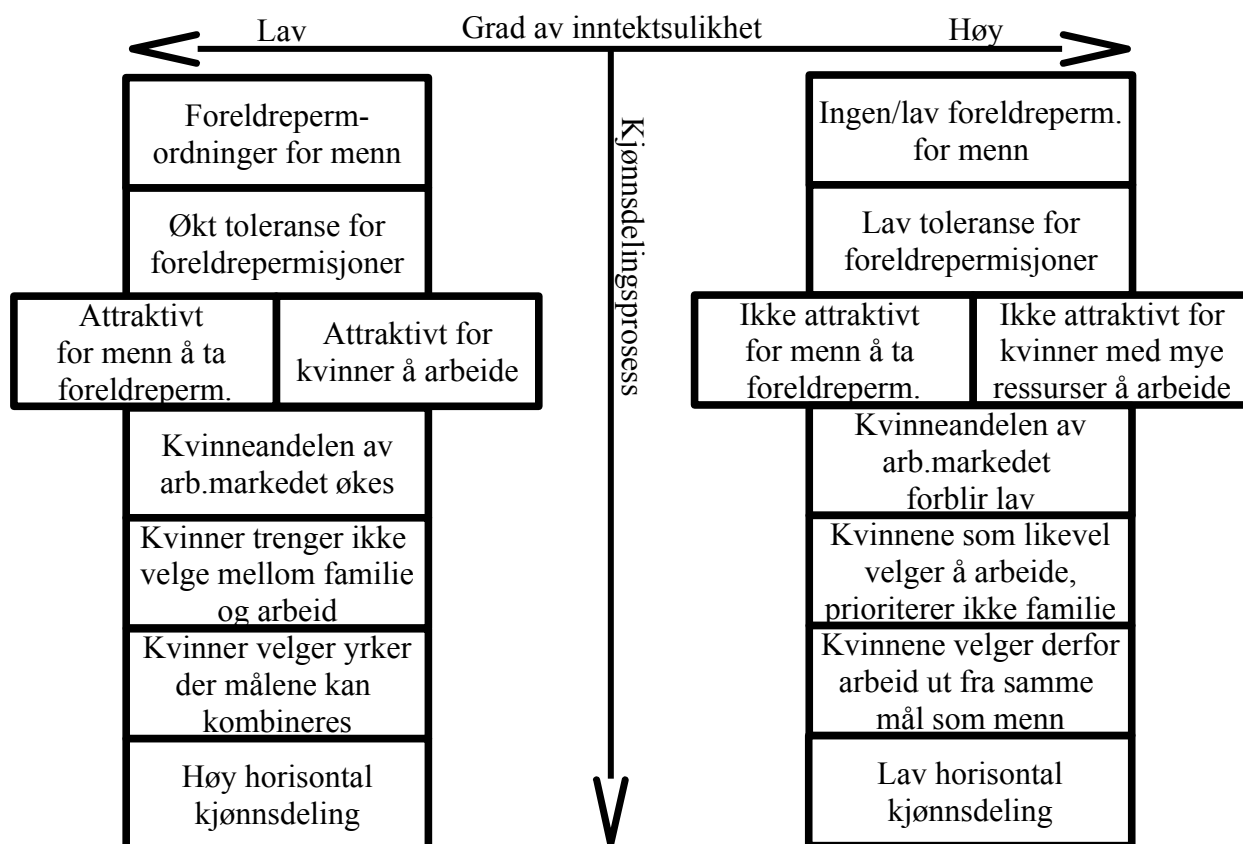 Lav
Grad av inntektsulikhet
Høy
Kjønnsdelingsprosess
Foreldreperm-
ordninger for menn
Økt toleranse for
foreldrepermisjoner
Attraktivt
for menn å ta
foreldreperm.
Attraktivt for
kvinner å arbeide
Kvinneandelen av
arb.markedet økes
Kvinner trenger ikke
velge mellom familie
og arbeid
Kvinner velger yrker
der målene kan
kombineres
Høy horisontal
kjønnsdeling
Ingen/lav foreldreperm.
for menn
Lav toleranse for
foreldrepermisjoner
Ikke attraktivt
for menn å ta
foreldreperm.
Ikke attraktivt for
kvinner med mye
ressurser å arbeide
Kvinneandelen av
arb.markedet
forblir lav
Kvinnene som likevel
velger å arbeide,
prioriterer ikke familie
Kvinnene velger derfor
arbeid ut fra samme
mål som menn
Lav horisontal
kjønnsdeling